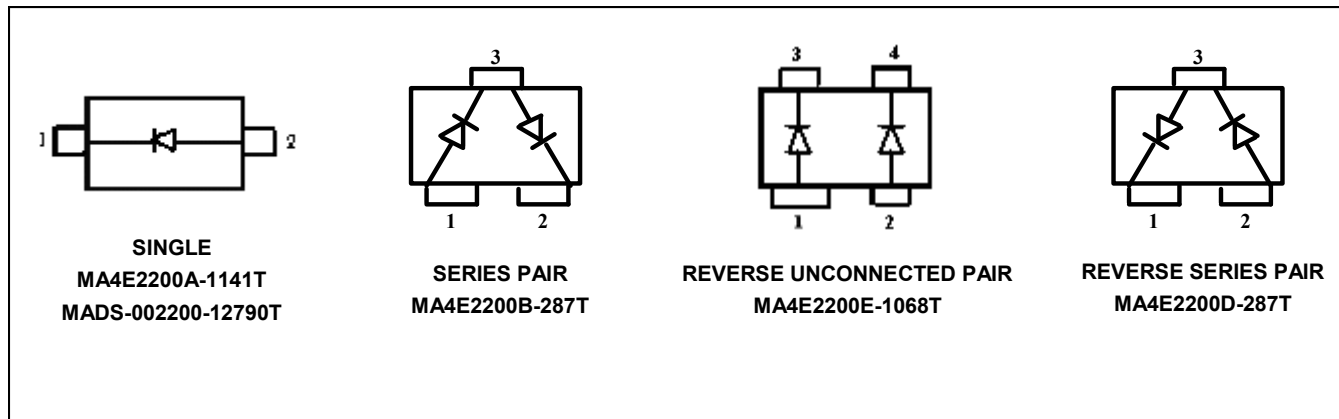 3
3
4
3
1
2
1
2
1
2
1
2
SINGLE
MA4E2200A-1141T
MADS-002200-12790T
SERIES PAIR
MA4E2200B-287T
REVERSE UNCONNECTED PAIR
MA4E2200E-1068T
REVERSE SERIES PAIR
MA4E2200D-287T